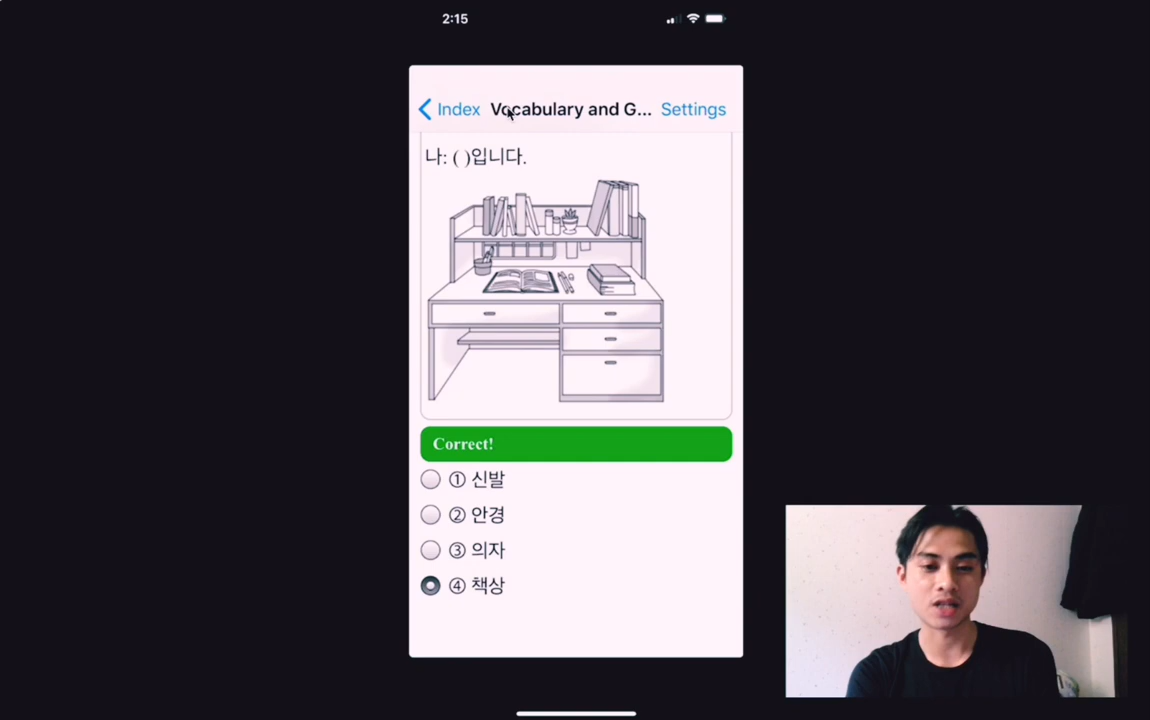 2:15
Index Vocabulary and G... Settings
나: ( )입니다.
Correct!
① 신발
② 안경
③ 의자
④ 책상